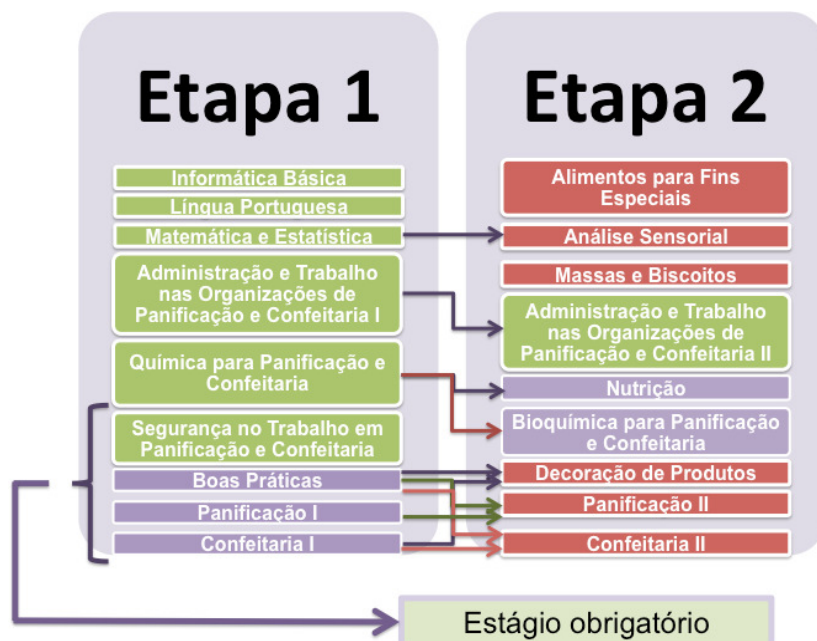 Etapa 1
Informática Básica
Língua Portuguesa
Matemática e Estatística
Administração e Trabalho
nas Organizações de
Panificação e Confeitaria I
Química para Panificação e
Confeitaria
Segurança no Trabalho em
Panificação e Confeitaria
Boas Práticas
Panificação I
Confeitaria I
Etapa 2
Alimentos para Fins
Especiais
Análise Sensorial
Massas e Biscoitos
Administração e Trabalho
nas Organizações de
Panificação e Confeitaria II
Nutrição
Bioquímica para Panificação
e Confeitaria
Decoração de Produtos
Panificação II
Confeitaria II
Estágio obrigatório